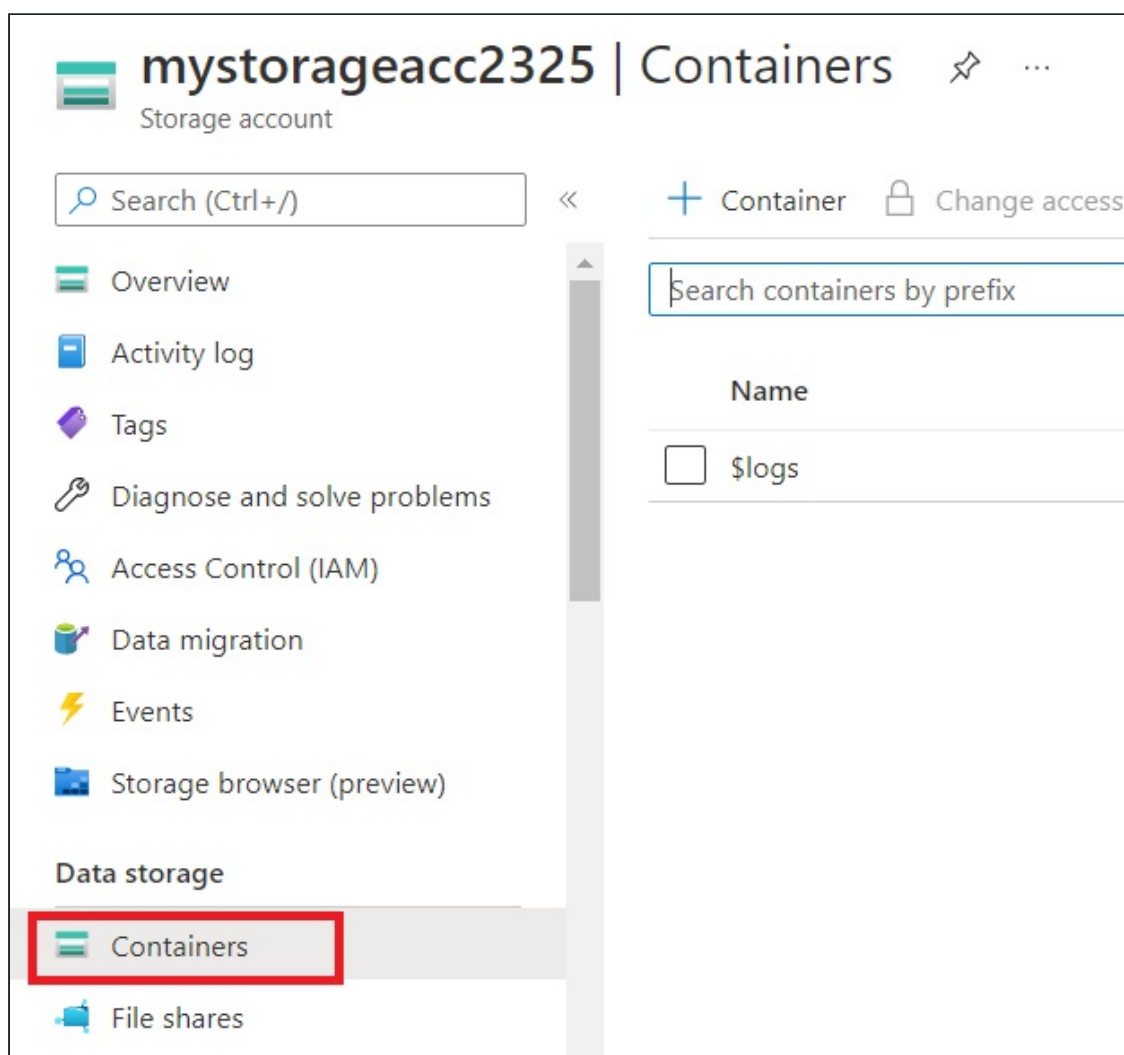 mystorageacc2325 | Containers ...
Storage account
Search (Ctrl+/)
«
+ Container
Change access
Overview
Search containers by prefix
Activity log
Name
Tags
$logs
Diagnose and solve problems
Access Control (IAM)
Data migration
Events
Storage browser (preview)
Data storage
Containers
File shares